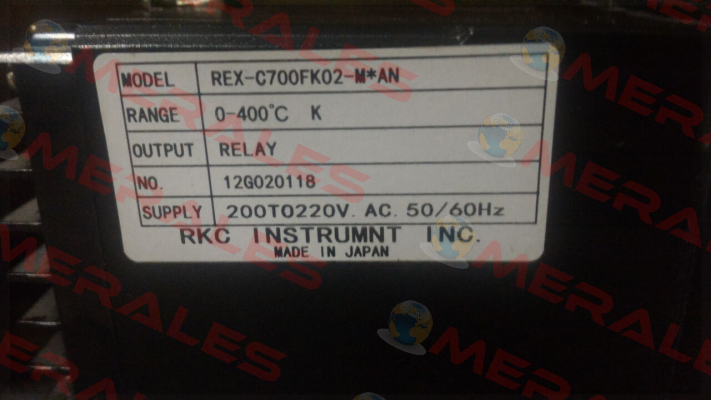 MODEL REX-C700FK02-M*AN
RANGE 0-400℃ K
OUTPUT RELAY
NO. 12G020118
SUPPLY 200TO220V. AC. 50/60Hz
RKC INSTRUMNT INC.
MADE IN JAPAN
MERALES
MERALES
MERALES
MERALES
MERALES
MERALES